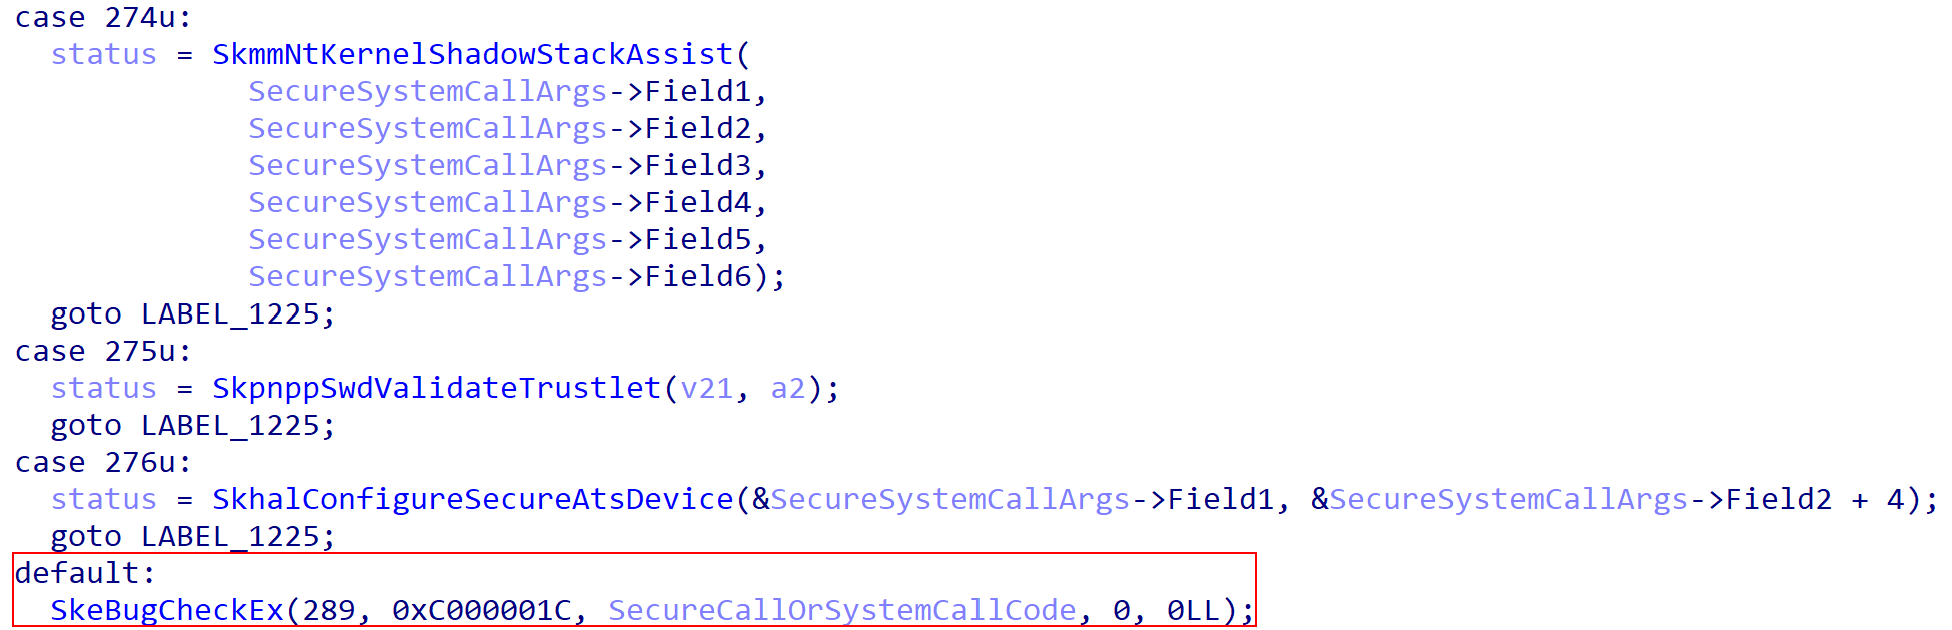 case 274u:
  status = SkmmNtKernelShadowStackAssist(
             SecureSystemCallArgs->Field1,
             SecureSystemCallArgs->Field2,
             SecureSystemCallArgs->Field3,
             SecureSystemCallArgs->Field4,
             SecureSystemCallArgs->Field5,
             SecureSystemCallArgs->Field6);
  goto LABEL_1225;
case 275u:
  status = SkpnppSwdValidateTrustlet(v21, a2);
  goto LABEL_1225;
case 276u:
  status = SkhalConfigureSecureAtsDevice(&SecureSystemCallArgs->Field1, &SecureSystemCallArgs->Field2 + 4);
  goto LABEL_1225;
default:
  SkeBugCheckEx(289, 0xC000001C, SecureCallOrSystemCallCode, 0, 0LL);